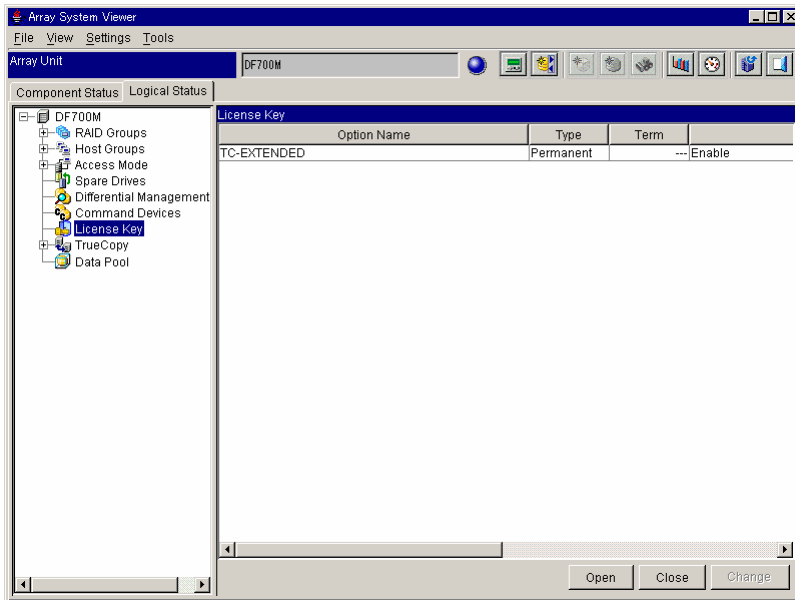 Array System Viewer
File View Settings Tools
Array Unit
DF700M
Component Status Logical Status
DF700M
RAID Groups
Host Groups
Access Mode
Spare Drives
Differential Management
Command Devices
License Key
TrueCopy
Data Pool
License Key
Option Name Type Term
TC-EXTENDED Permanent --- Enable
Open Close Change